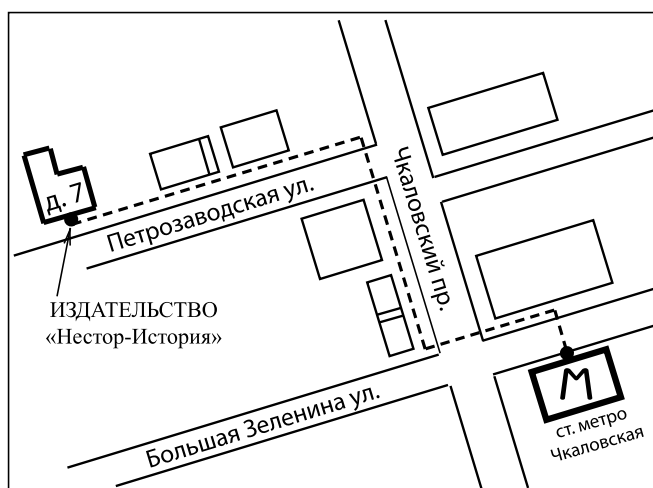 Чкаловский пр.
д. 7
Петрозаводская ул.
ИЗДАТЕЛЬСТВО
«Нестор-История»
М
ст. метро
Чкаловская
Большая Зеленина ул.